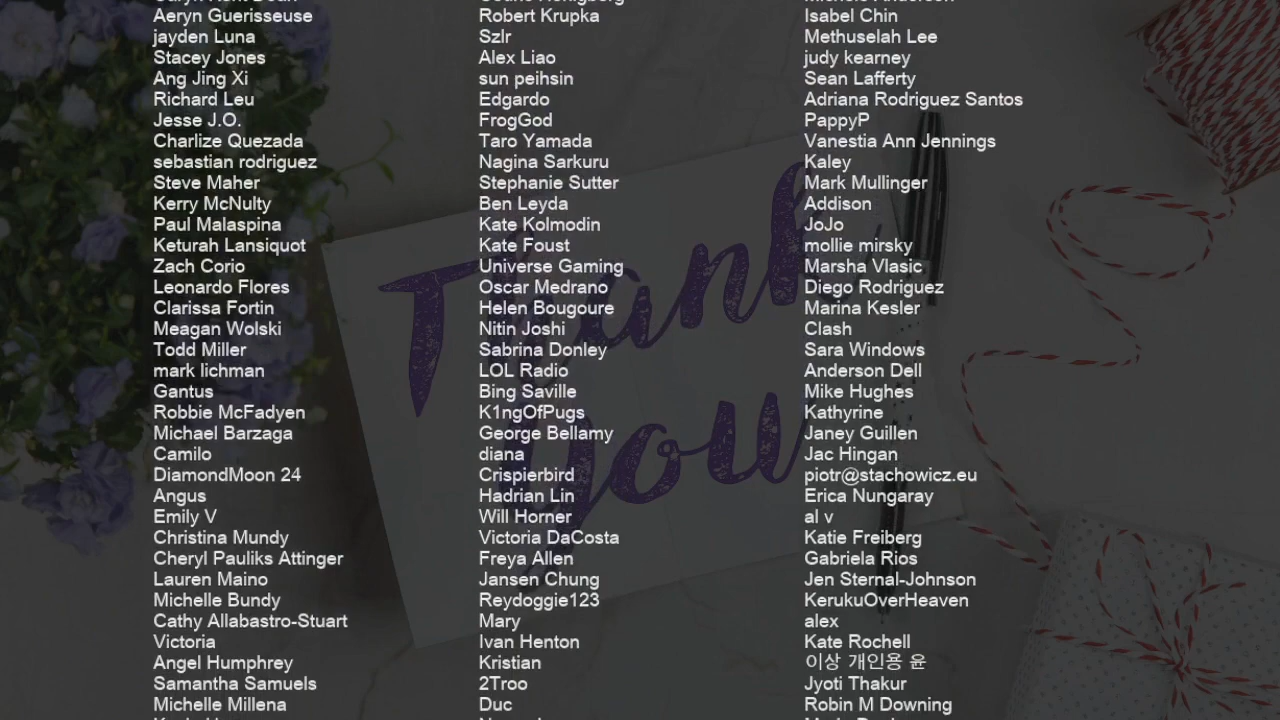 Aeryn Guerisseuse
jayden Luna
Stacey Jones
Ang Jing Xi
Richard Leu
Jesse J.O.
Charlize Quezada
sebastian rodriguez
Steve Maher
Kerry McNulty
Paul Malaspina
Keturah Lansiquot
Zach Corio
Leonardo Flores
Clarissa Fortin
Meagan Wolski
Todd Miller
mark lichman
Gantus
Robbie McFadyen
Michael Barzaga
Camilo
DiamondMoon 24
Angus
Emily V
Christina Mundy
Cheryl Pauliks Attinger
Lauren Maino
Michelle Bundy
Cathy Allabastro-Stuart
Victoria
Angel Humphrey
Samantha Samuels
Michelle Millena
Robert Krupka
Szlr
Alex Liao
sun peihsin
Edgardo
FrogGod
Taro Yamada
Nagina Sarkuru
Stephanie Sutter
Ben Leyda
Kate Kolmodin
Kate Foust
Universe Gaming
Oscar Medrano
Helen Bougoure
Nitin Joshi
Sabrina Donley
LOL Radio
Bing Saville
K1ngOfPugs
George Bellamy
diana
Crispierbird
Hadrian Lin
Will Horner
Victoria DaCosta
Freya Allen
Jansen Chung
Reydoggie123
Mary
Ivan Henton
Kristian
2Troo
Duc
Isabel Chin
Methuselah Lee
judy kearney
Sean Lafferty
Adriana Rodriguez Santos
PappyP
Vanestia Ann Jennings
Kaley
Mark Mullinger
Addison
JoJo
mollie mirsky
Marsha Vlasic
Diego Rodriguez
Marina Kesler
Clash
Sara Windows
Anderson Dell
Mike Hughes
Kathyrine
Janey Guillen
Jac Hingan
piotr@stachowicz.eu
Erica Nungaray
al v
Katie Freiberg
Gabriela Rios
Jen Sternal-Johnson
KerukuOverHeaven
alex
Kate Rochell
이상 개인용 윤
Jyoti Thakur
Robin M Downing
Thank
you